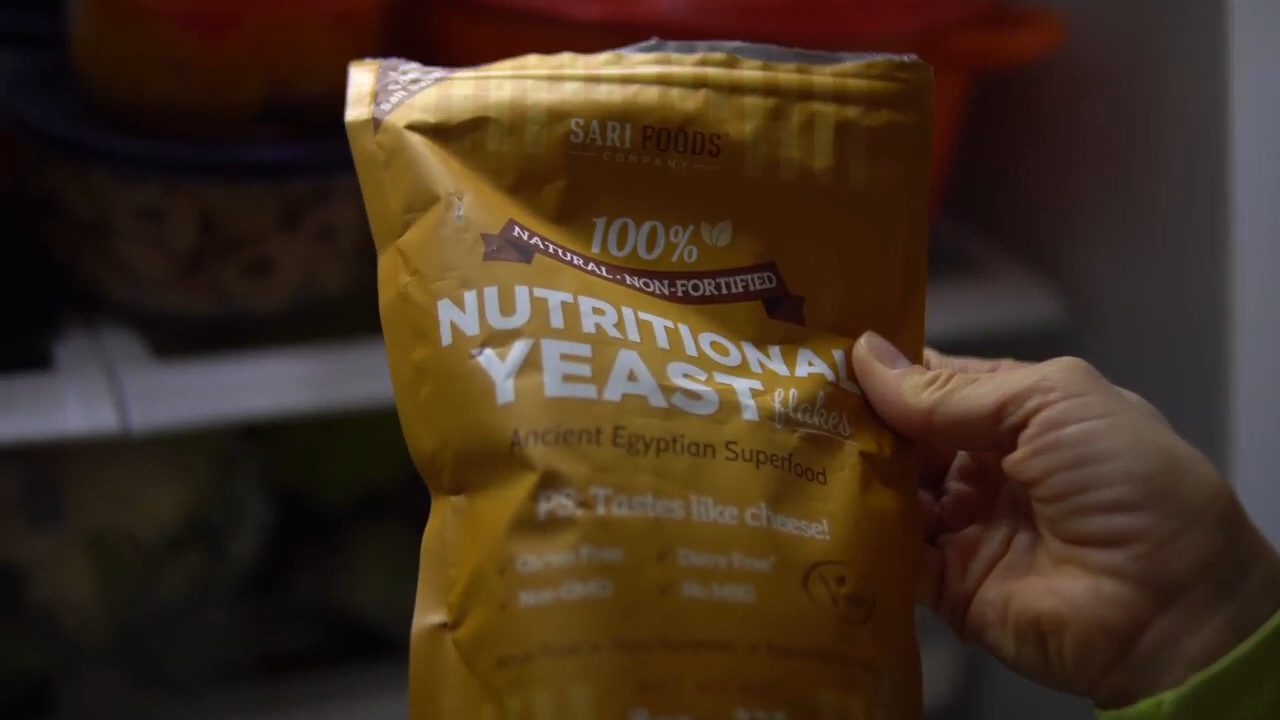 SARI FOODS
COMPANY
100%
NATURAL · NON-FORTIFIED
NUTRITIONAL
YEAST flakes
Ancient Egyptian Superfood
PS: Tastes like cheese!
Gluten Free Dairy Free*
Non GMO No MSG